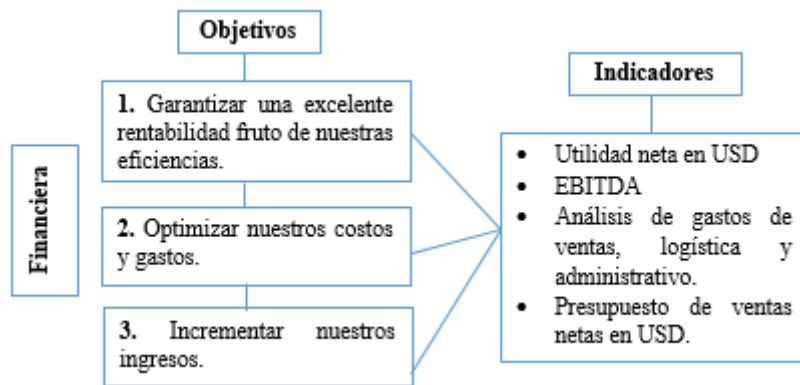 Objetivos
Indicadores
Financiera
1. Garantizar una excelente
rentabilidad fruto de nuestras
eficiencias.
2. Optimizar nuestros costos
y gastos.
3. Incrementar nuestros
ingresos.
• Utilidad neta en USD
• EBITDA
• Análisis de gastos de
ventas, logística y
administrativo.
• Presupuesto de ventas
netas en USD.